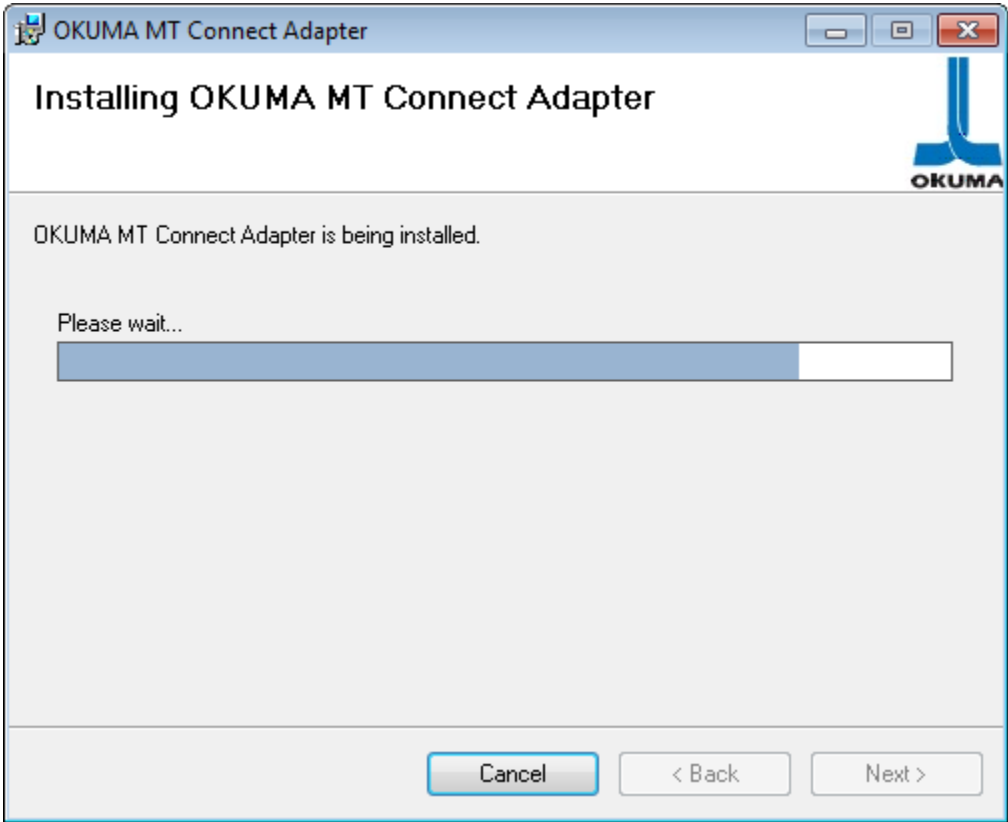 OKUMA MT Connect Adapter
Installing OKUMA MT Connect Adapter
OKUMA
OKUMA MT Connect Adapter is being installed.
Please wait...
Cancel
< Back
Next >